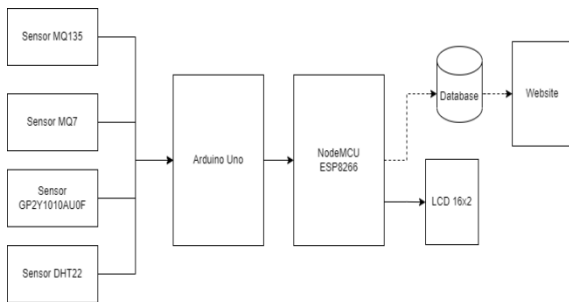 Sensor MQ135
Sensor MQ7
Sensor
GP2Y1010AU0F
Sensor DHT22
Arduino Uno
NodeMCU
ESP8266
Database
Website
LCD 16x2